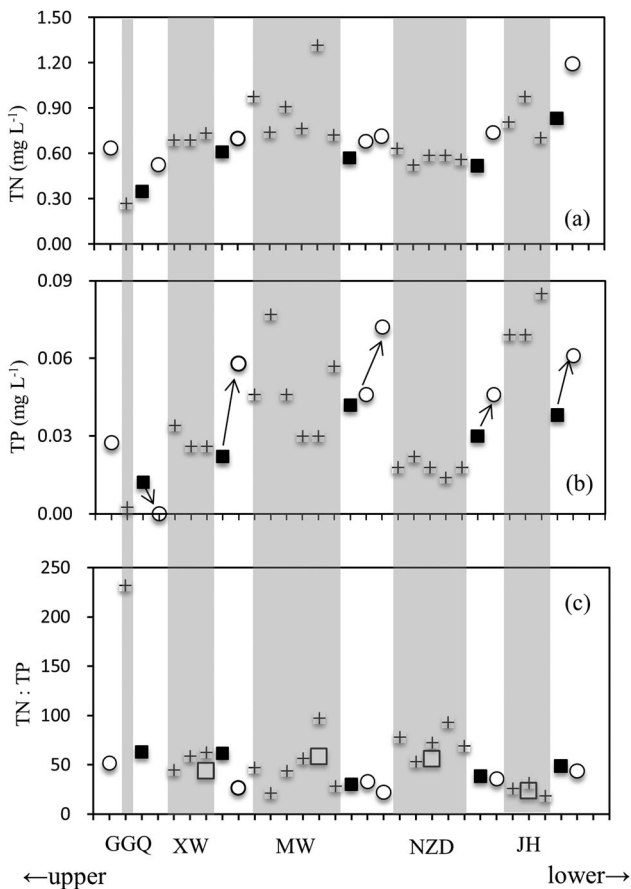 TN (mg L⁻¹)
1.50
1.20
0.90
0.60
0.30
0.00
(a)
TP (mg L⁻¹)
0.09
0.06
0.03
0.00
(b)
TN : TP
250
200
150
100
50
0
(c)
GGQ XW MW NZD JH
←upper lower→